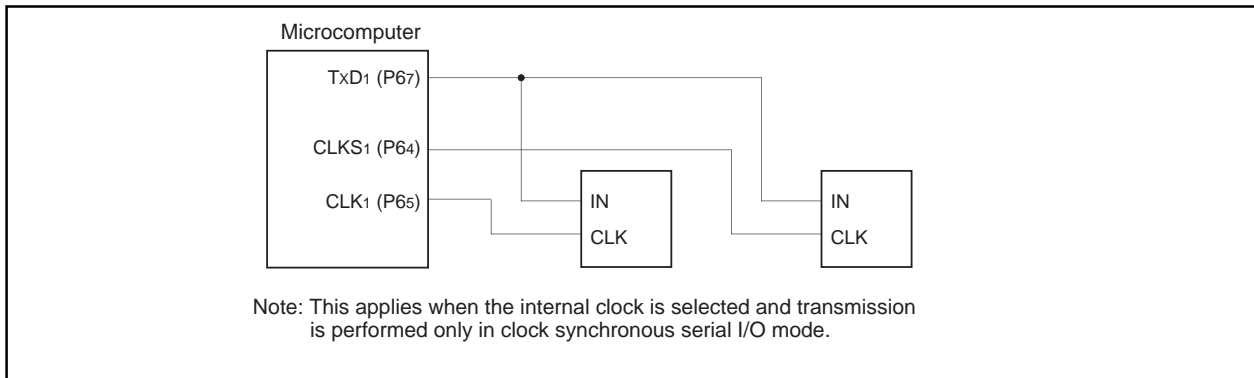 Microcomputer
TxD1 (P67)
CLKS1 (P64)
CLK1 (P65)
IN
CLK
IN
CLK
Note: This applies when the internal clock is selected and transmission
is performed only in clock synchronous serial I/O mode.